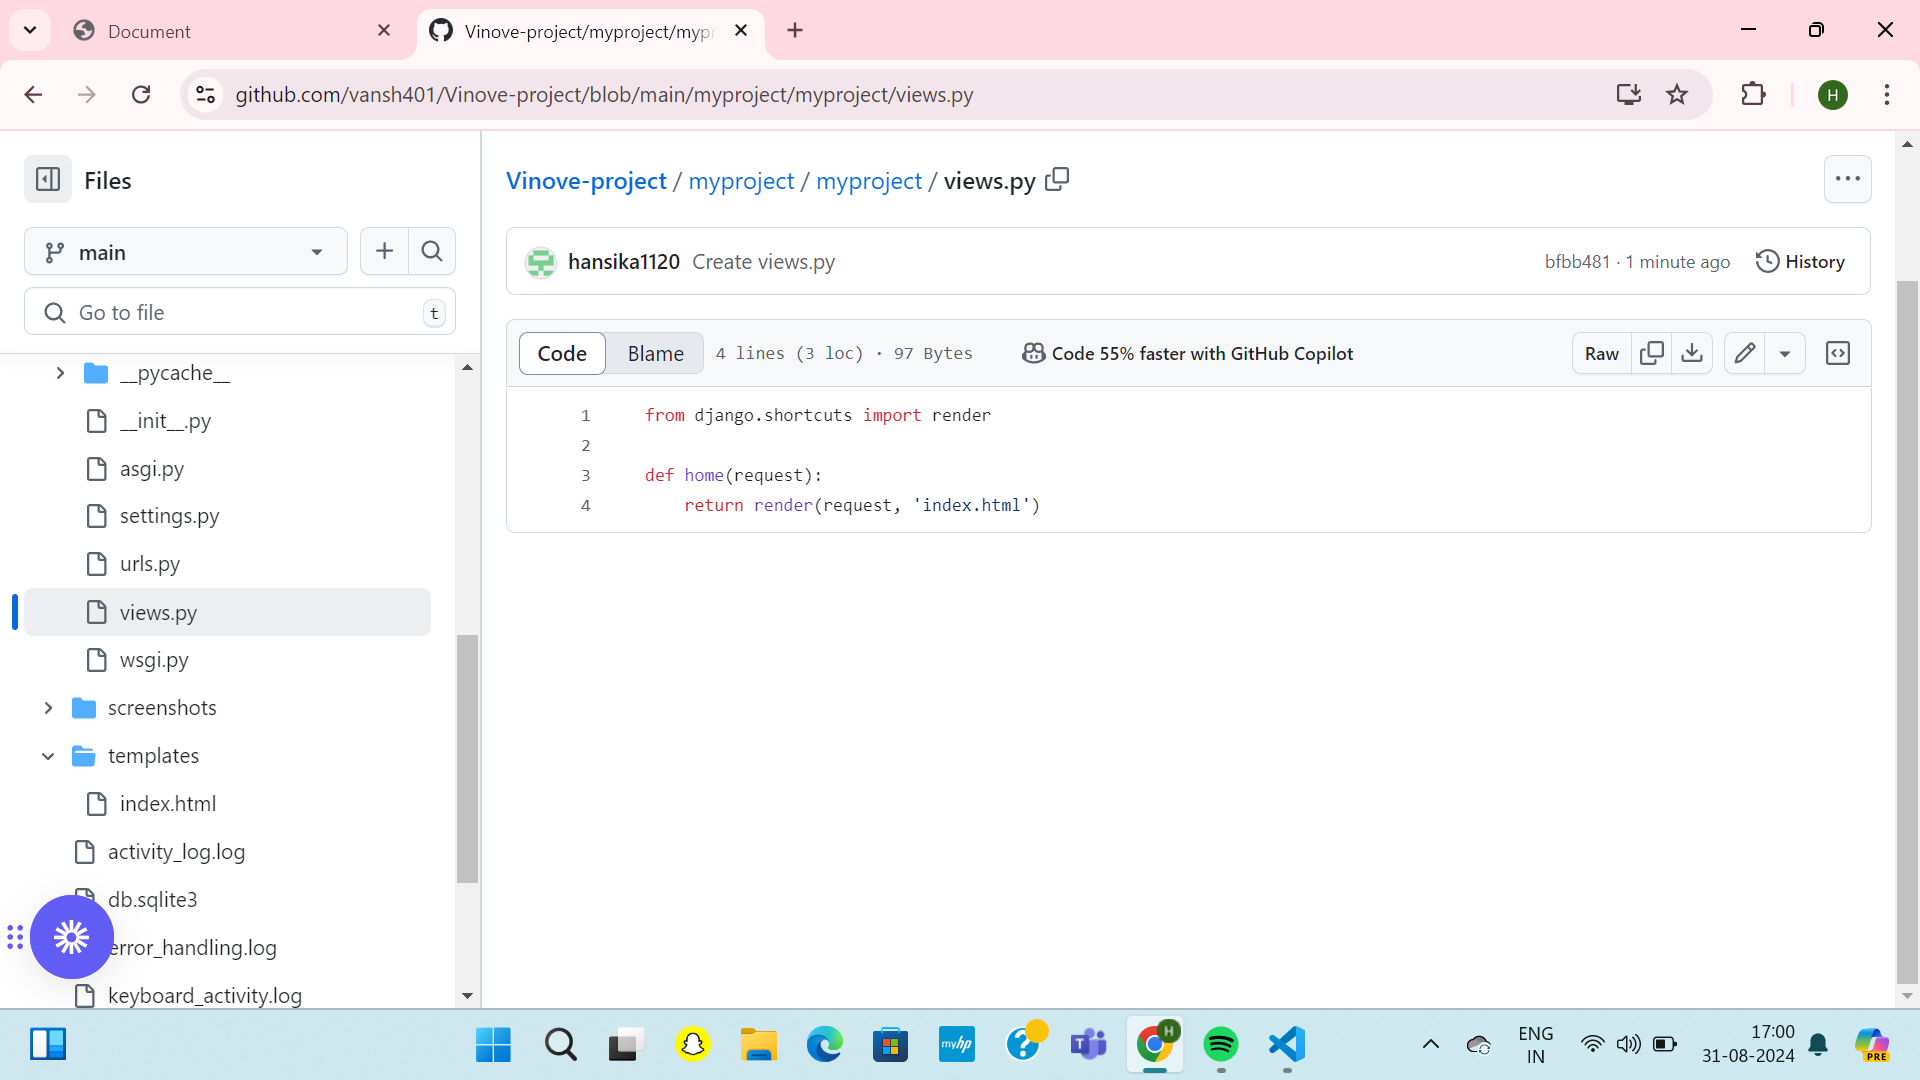 Document
Vinove-project/myproject/mypr
github.com/vansh401/Vinove-project/blob/main/myproject/myproject/views.py
H
Files
main
Go to file
t
__pycache__
__init__.py
asgi.py
settings.py
urls.py
views.py
wsgi.py
screenshots
templates
index.html
activity_log.log
db.sqlite3
error_handling.log
keyboard_activity.log
Vinove-project / myproject / myproject / views.py
hansika1120 Create views.py
bfbb481 · 1 minute ago
History
Code
Blame
4 lines (3 loc) · 97 Bytes
Code 55% faster with GitHub Copilot
Raw
1 from django.shortcuts import render
2
3 def home(request):
4 return render(request, 'index.html')
myhp
T
H
ENG
IN
17:00
31-08-2024
PRE